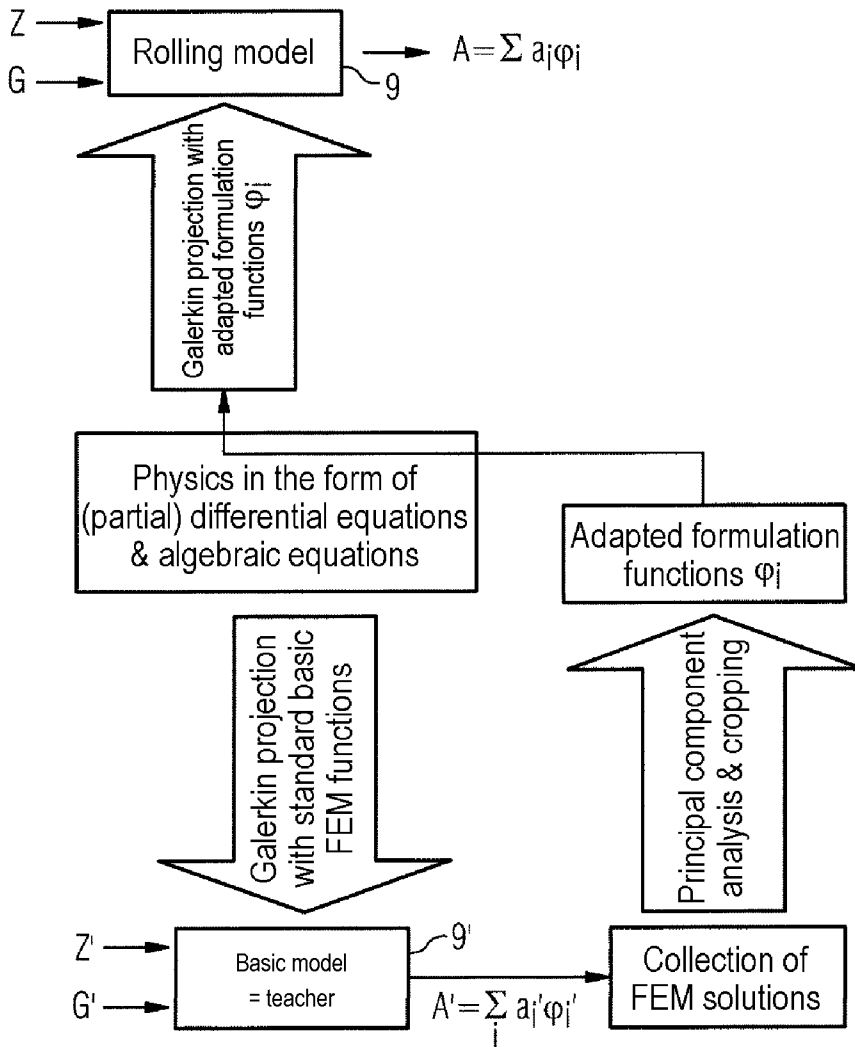 Z
G
Rolling model
9
A=Σ aᵢφᵢ
Galerkin projection with
adapted formulation
functions φᵢ
Physics in the form of
(partial) differential equations
& algebraic equations
Adapted formulation
functions φᵢ
Galerkin projection
with standard basic
FEM functions
Principal component
analysis & cropping
Z'
G'
Basic model
= teacher
9'
A'=Σ aᵢ'φᵢ'
i
Collection of
FEM solutions